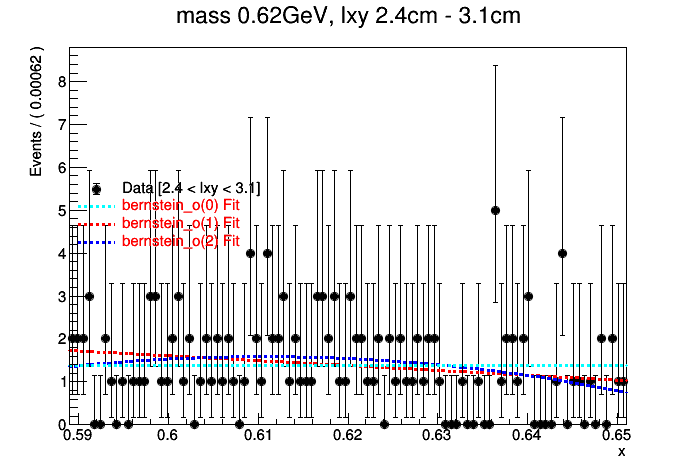 mass 0.62GeV, lxy 2.4cm - 3.1cm
Events / ( 0.00062 )
8
7
6
5
4
3
2
1
0
Data [2.4 < lxy < 3.1]
bernstein_o(0) Fit
bernstein_o(1) Fit
bernstein_o(2) Fit
0.59 0.6 0.61 0.62 0.63 0.64 0.65
x